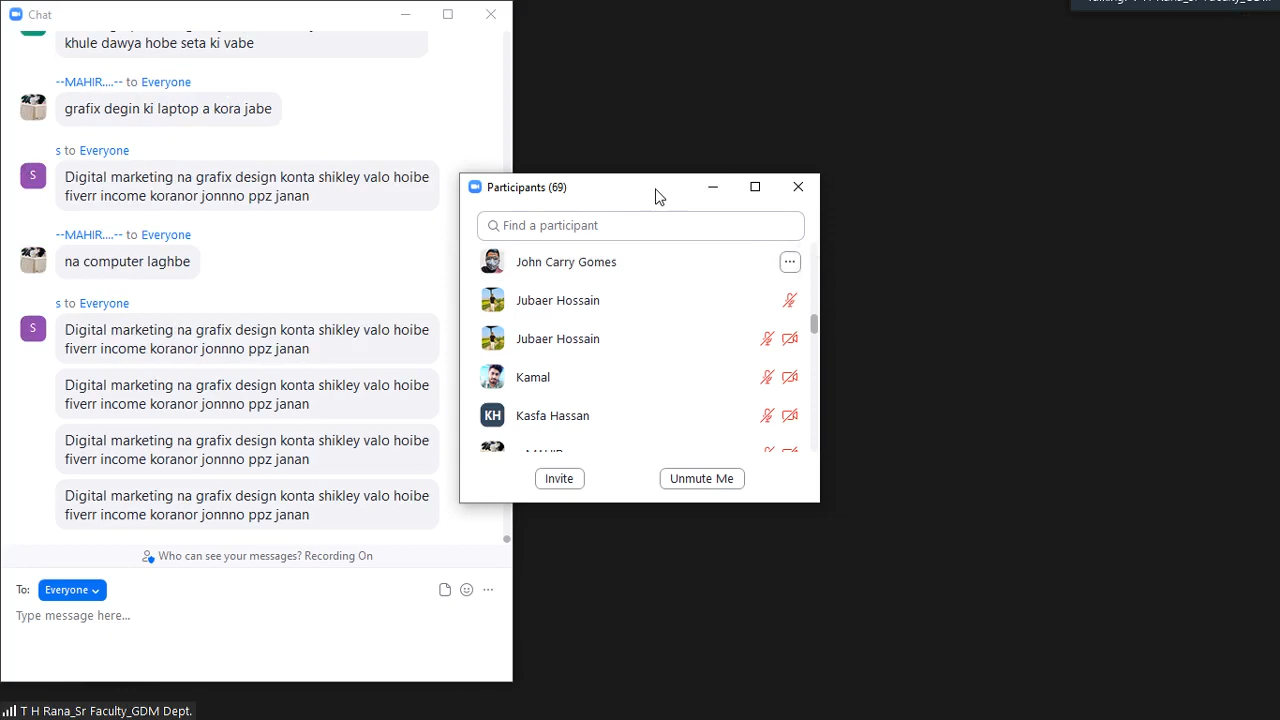 Chat
khule dawya hobe seta ki vabe
--MAHIR....-- to Everyone
grafix degin ki laptop a kora jabe
s to Everyone
S
Digital marketing na grafix design konta shikley valo hoibe
fiverr income koranor jonnno ppz janan
--MAHIR....-- to Everyone
na computer laghbe
s to Everyone
S
Digital marketing na grafix design konta shikley valo hoibe
fiverr income koranor jonnno ppz janan
Digital marketing na grafix design konta shikley valo hoibe
fiverr income koranor jonnno ppz janan
Digital marketing na grafix design konta shikley valo hoibe
fiverr income koranor jonnno ppz janan
Digital marketing na grafix design konta shikley valo hoibe
fiverr income koranor jonnno ppz janan
Who can see your messages? Recording On
To: Everyone
Type message here...
Participants (69)
Find a participant
John Carry Gomes
Jubaer Hossain
Jubaer Hossain
Kamal
KH Kasfa Hassan
Invite
Unmute Me
T H Rana_Sr Faculty_GDM Dept.